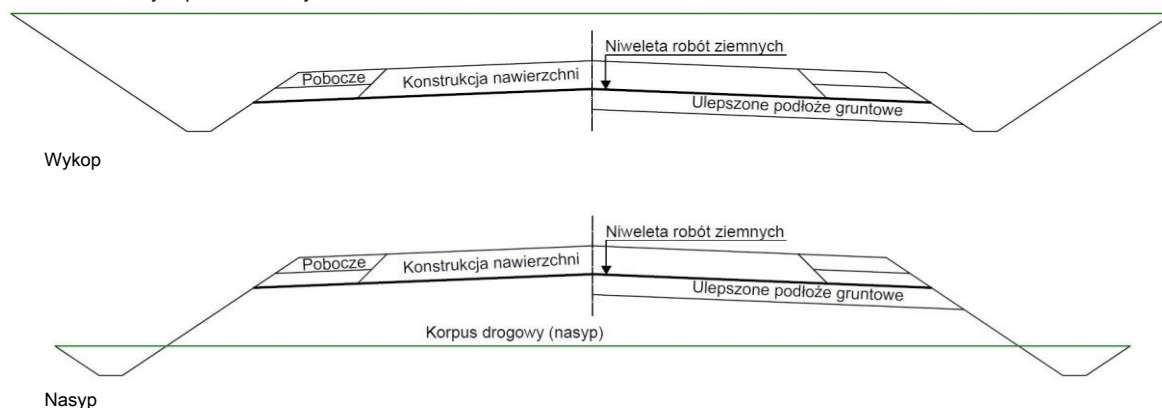 Niweleta robót ziemnych
Pobocze
Konstrukcja nawierzchni
Ulepszone podłoże gruntowe
Wykop
Niweleta robót ziemnych
Pobocze
Konstrukcja nawierzchni
Ulepszone podłoże gruntowe
Korpus drogowy (nasyp)
Nasyp